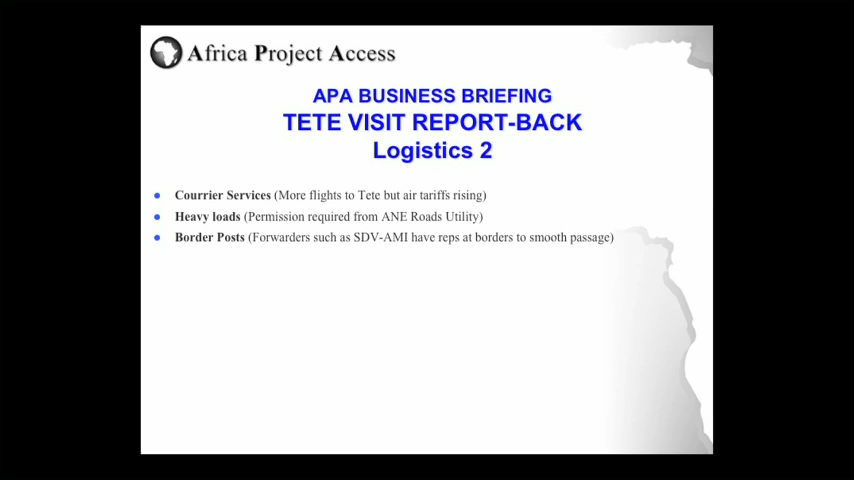 Africa Project Access
APA BUSINESS BRIEFING
TETE VISIT REPORT-BACK
Logistics 2
Courrier Services (More flights to Tete but air tariffs rising)
Heavy loads (Permission required from ANE Roads Utility)
Border Posts (Forwarders such as SDV-AMI have reps at borders to smooth passage)